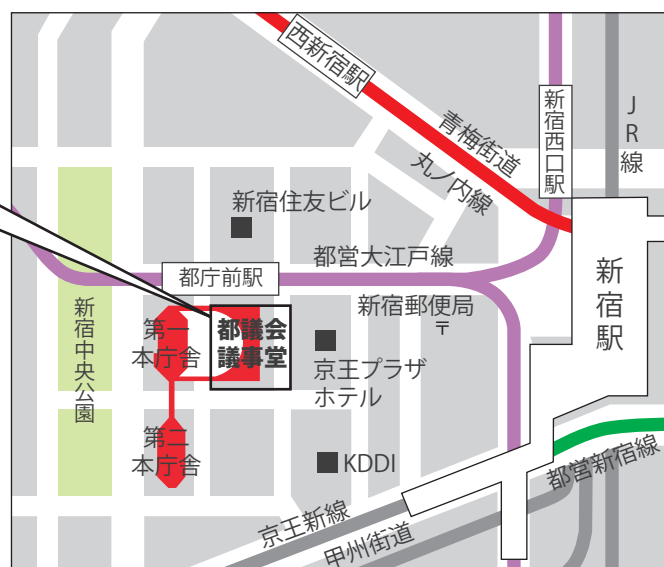 西新宿駅
青梅街道
丸ノ内線
新宿西口駅
JR線
新宿住友ビル
都庁前駅
都営大江戸線
新宿郵便局
〒
新宿駅
新宿中央公園
第一
本庁舎
都議会
議事堂
京王プラザ
ホテル
第二
本庁舎
KDDI
都営新宿線
京王新線
甲州街道